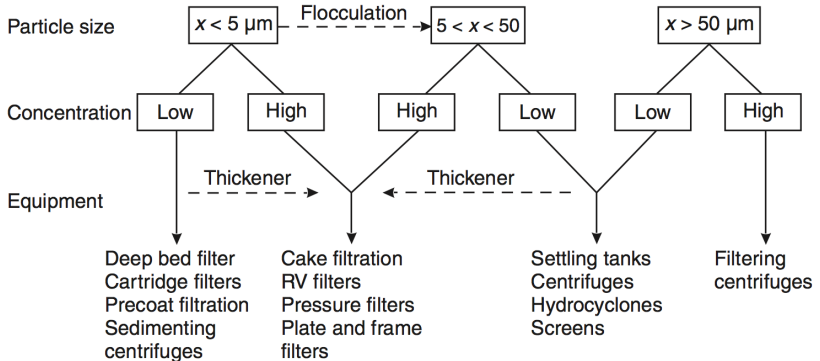 Particle size
x < 5 µm
Flocculation
5 < x < 50
x > 50 µm
Concentration
Low
High
High
Low
Low
High
Equipment
Thickener
Thickener
Deep bed filter
Cartridge filters
Precoat filtration
Sedimenting
centrifuges
Cake filtration
RV filters
Pressure filters
Plate and frame
filters
Settling tanks
Centrifuges
Hydrocyclones
Screens
Filtering
centrifuges